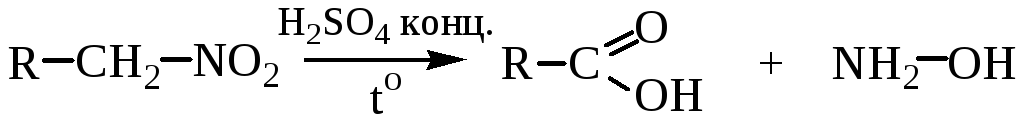 H₂SO₄ конц.
R–CH₂–NO₂ → R–C=O + NH₂–OH
t°
OH